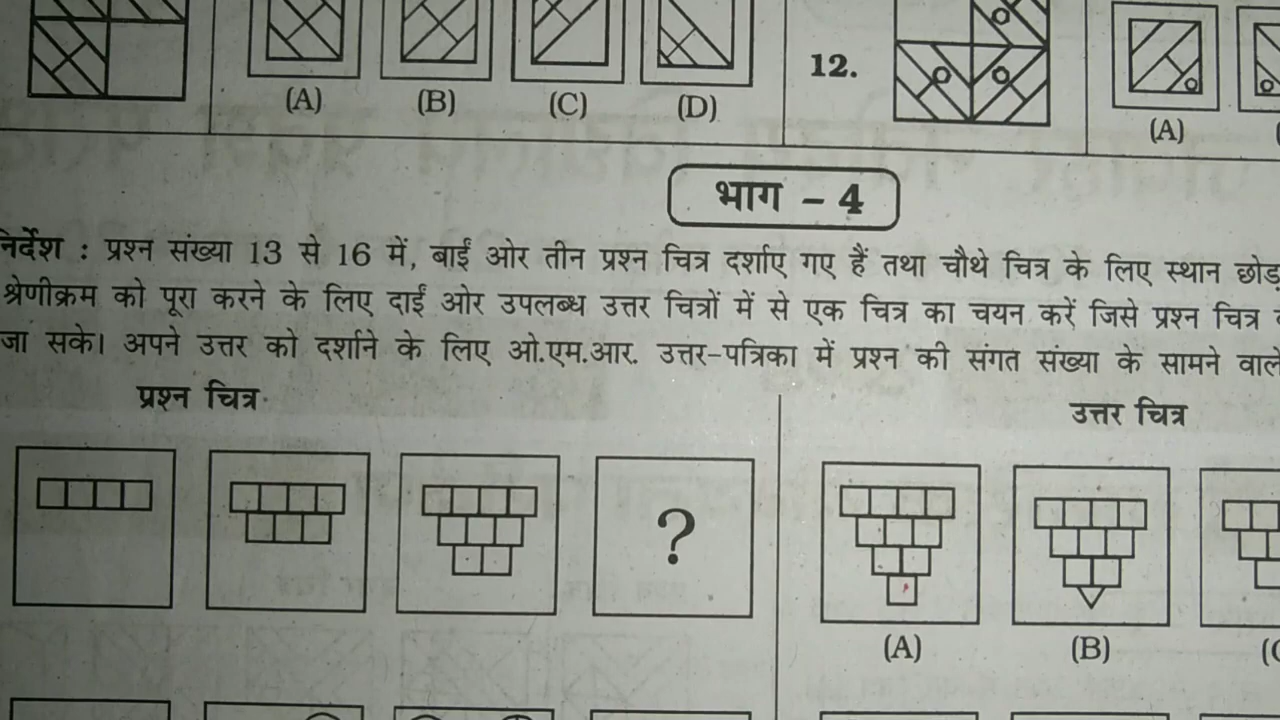 (A) (B) (C) (D) 12. (A)
भाग - 4
निर्देश : प्रश्न संख्या 13 से 16 में, बाईं ओर तीन प्रश्न चित्र दर्शाए गए हैं तथा चौथे चित्र के लिए स्थान छोड़
श्रेणीक्रम को पूरा करने के लिए दाईं ओर उपलब्ध उत्तर चित्रों में से एक चित्र का चयन करें जिसे प्रश्न चित्र
जा सके। अपने उत्तर को दर्शाने के लिए ओ.एम.आर. उत्तर-पत्रिका में प्रश्न की संगत संख्या के सामने वाले
प्रश्न चित्र उत्तर चित्र
?
(A) (B)